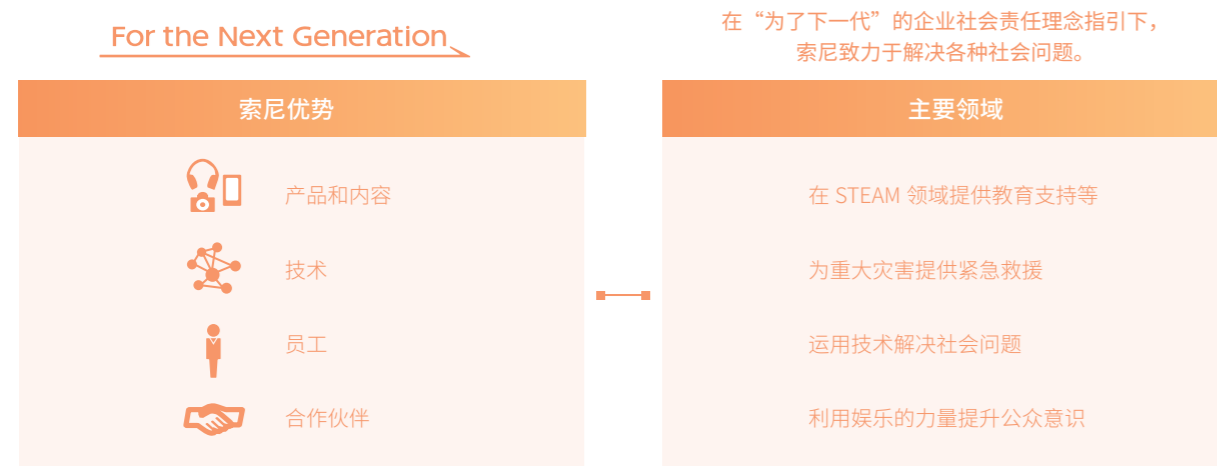 For the Next Generation
在“为了下一代”的企业社会责任理念指引下，
索尼致力于解决各种社会问题。
索尼优势
产品和内容
技术
员工
合作伙伴
主要领域
在 STEAM 领域提供教育支持等
为重大灾害提供紧急救援
运用技术解决社会问题
利用娱乐的力量提升公众意识